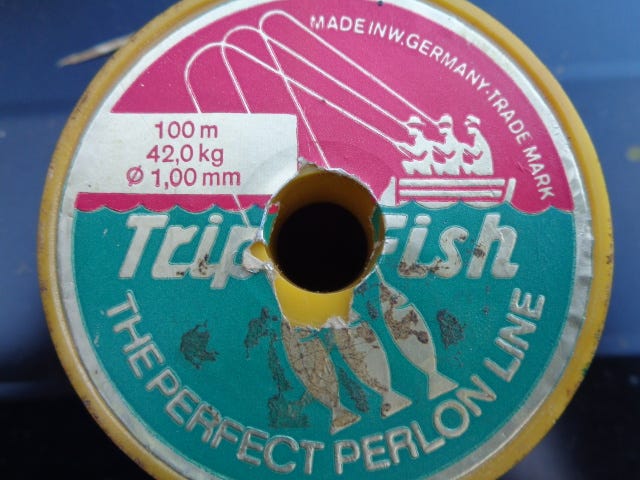 MADE IN W. GERMANY · TRADE MARK
100 m
42,0 kg
Ø 1,00 mm
Trip Fish
THE PERFECT PERLON LINE